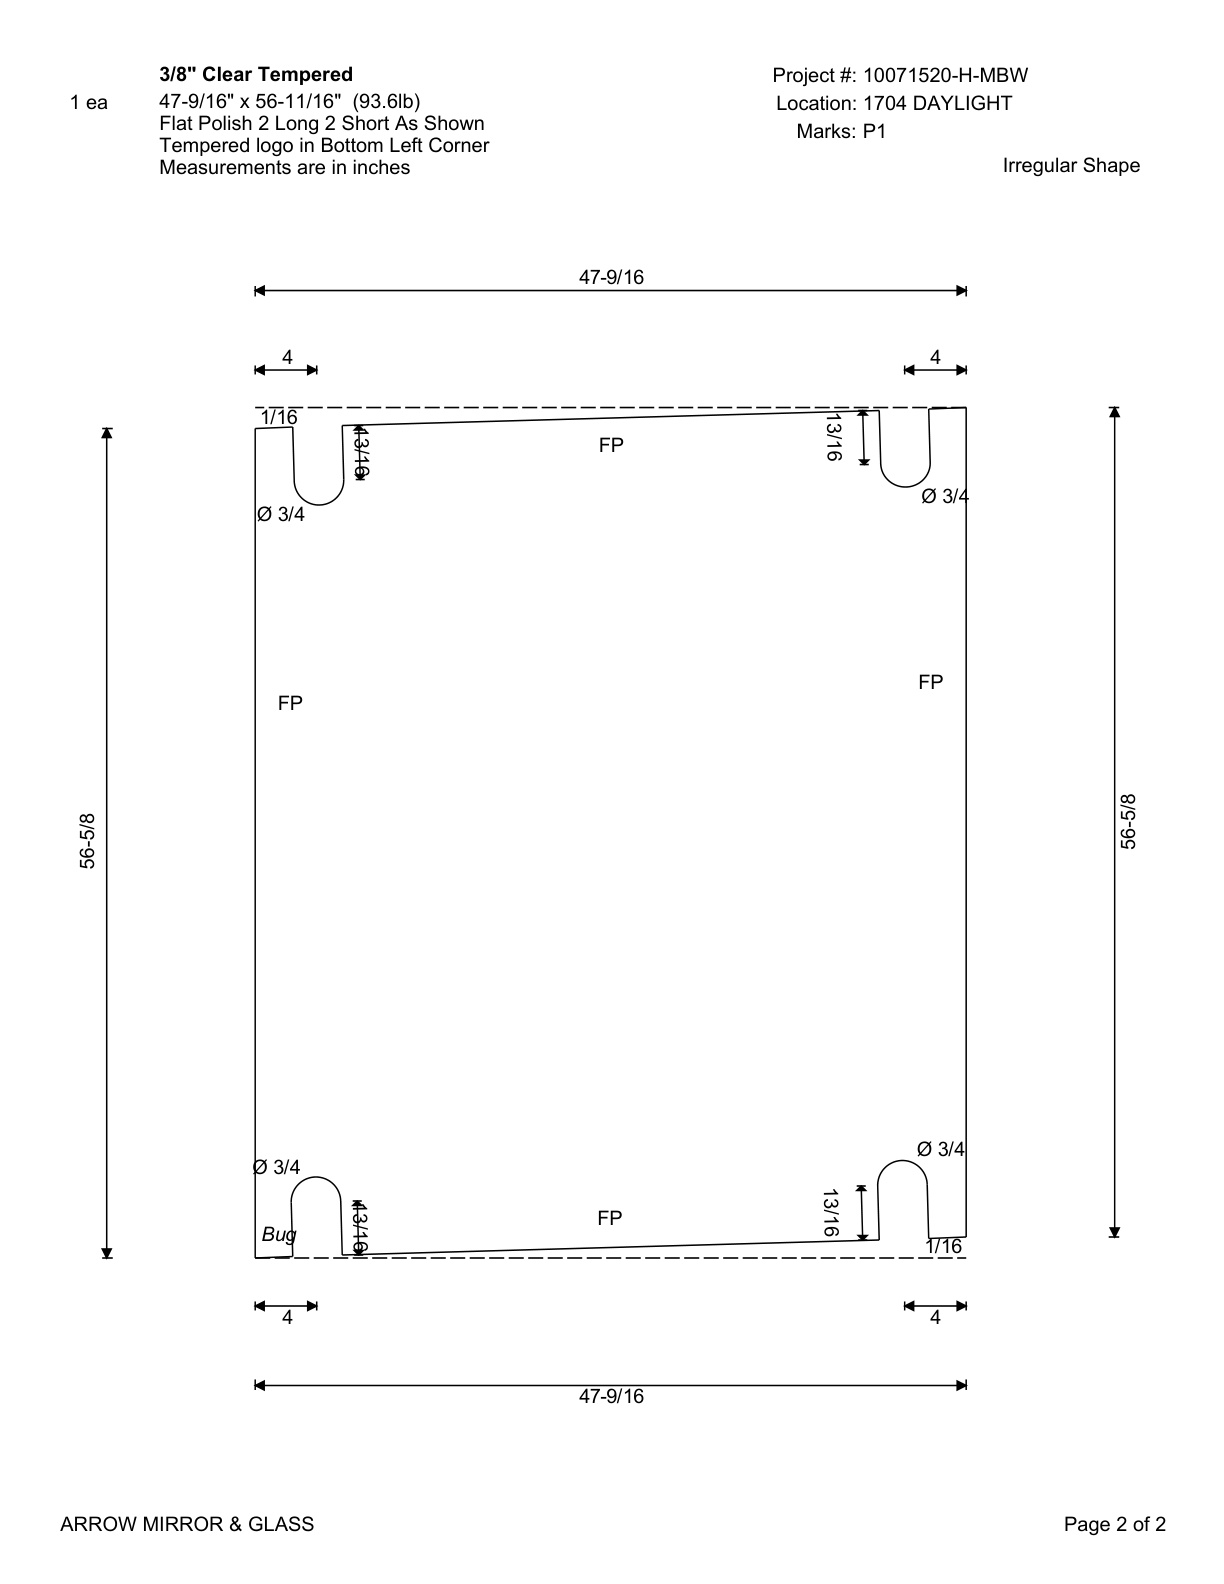 3/8" Clear Tempered
1 ea
47-9/16" x 56-11/16"  (93.6lb)
Flat Polish 2 Long 2 Short As Shown
Tempered logo in Bottom Left Corner
Measurements are in inches
Project #: 10071520-H-MBW
Location: 1704 DAYLIGHT
Marks: P1
Irregular Shape
47-9/16
4
4
1/16
13/16
FP
13/16
Ø 3/4
Ø 3/4
FP
FP
56-5/8
56-5/8
Ø 3/4
Ø 3/4
Bug
13/16
FP
13/16
1/16
4
4
47-9/16
ARROW MIRROR & GLASS
Page 2 of 2